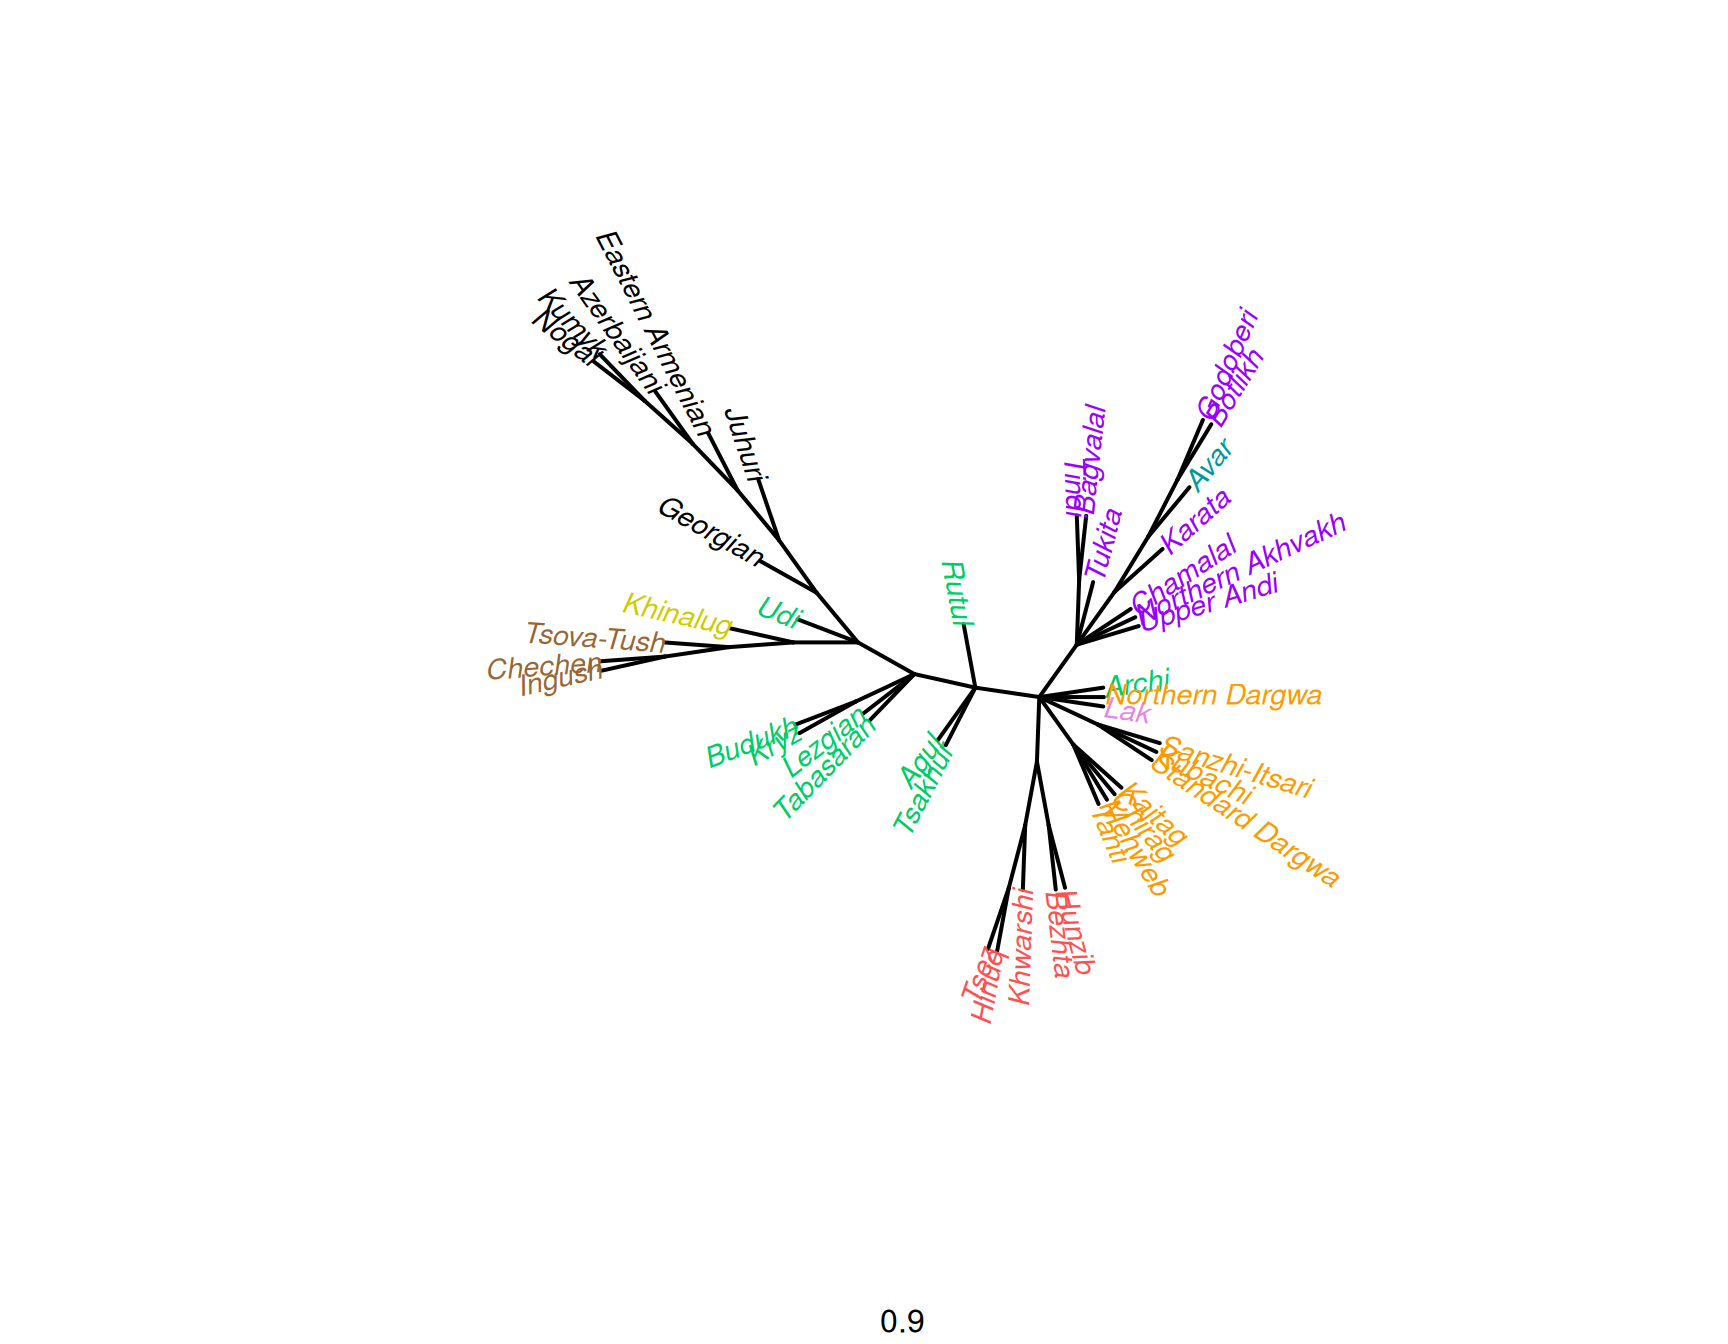 Eastern Armenian
Azerbaijani
Kumyk
Nogai
Juhuri
Georgian
Khinalug
Udi
Tsova-Tush
Chechen
Ingush
Budukh
Kryz
Lezgian
Tabasaran
Rutul
Agul
Tsakhur
Godoberi
Botlikh
Avar
Karata
Chamalal
Northern Akhvakh
Upper Andi
Tindi
Bagvalal
Tukita
Archi
Northern Dargwa
Lak
Sanzhi-Itsari
Kubachi
Standard Dargwa
Kaitag
Chirag
Mehweb
Tanti
Hunzib
Bezhta
Khwarshi
Tsez
Hinuq
0.9